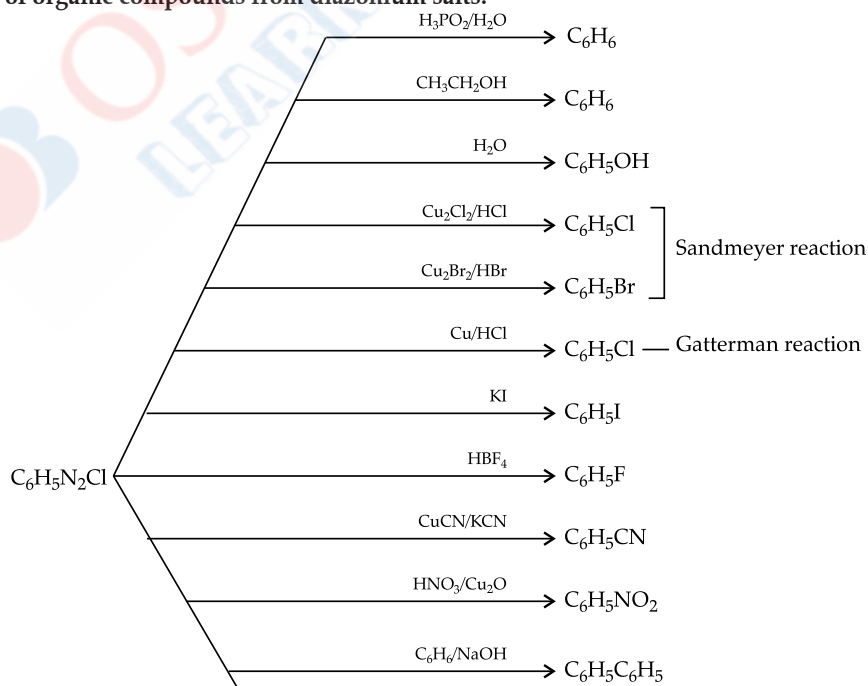 of organic compounds from diazonium salts:
H₃PO₂/H₂O
C₆H₆
CH₃CH₂OH
C₆H₆
H₂O
C₆H₅OH
Cu₂Cl₂/HCl
C₆H₅Cl
Sandmeyer reaction
Cu₂Br₂/HBr
C₆H₅Br
Cu/HCl
C₆H₅Cl — Gatterman reaction
KI
C₆H₅I
C₆H₅N₂Cl
HBF₄
C₆H₅F
CuCN/KCN
C₆H₅CN
HNO₃/Cu₂O
C₆H₅NO₂
C₆H₆/NaOH
C₆H₅C₆H₅